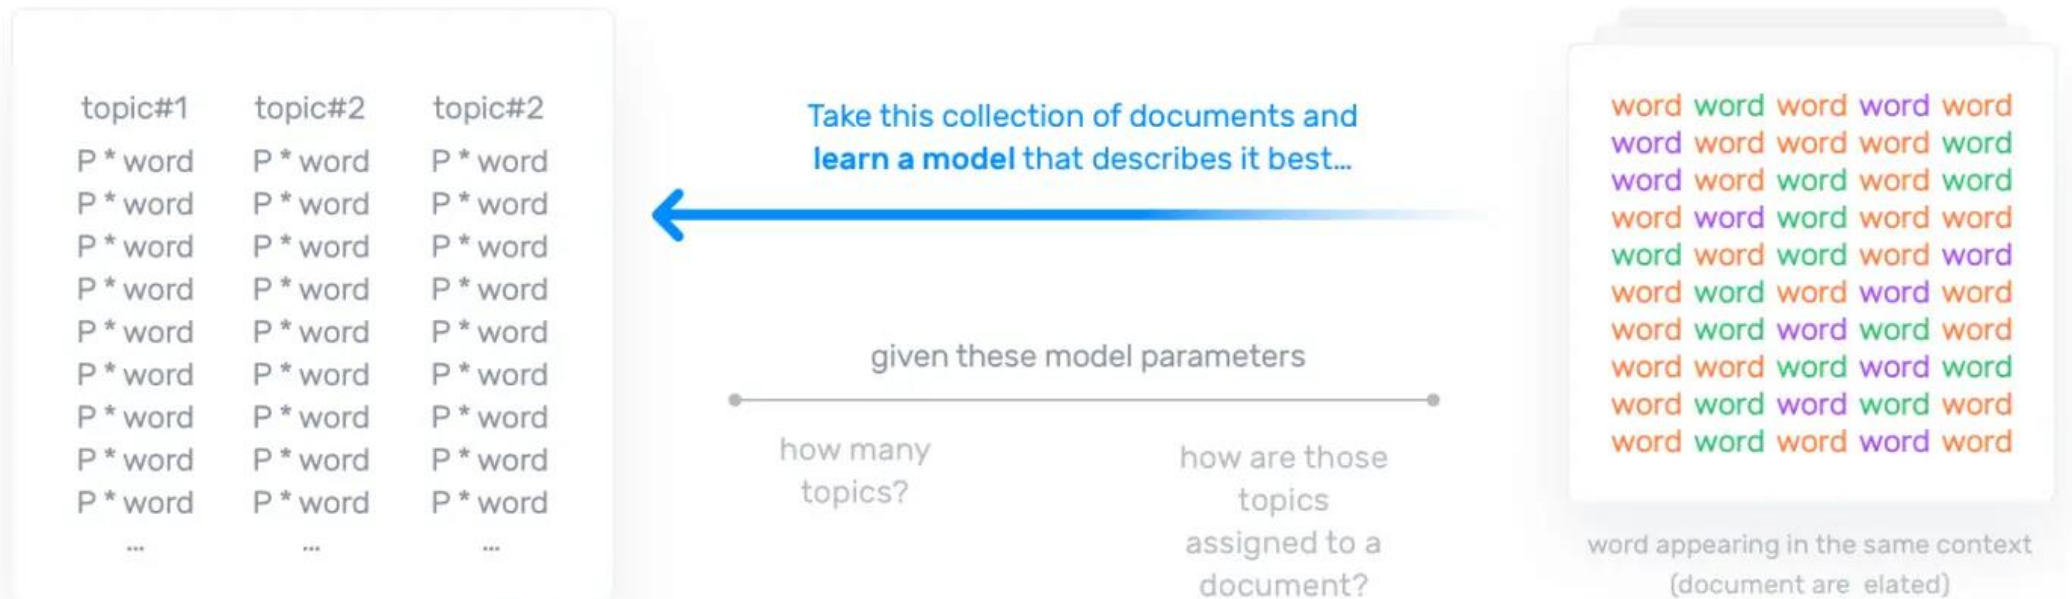 topic#1 topic#2 topic#2
P * word P * word P * word
P * word P * word P * word
P * word P * word P * word
P * word P * word P * word
P * word P * word P * word
P * word P * word P * word
P * word P * word P * word
P * word P * word P * word
P * word P * word P * word
... ... ...
Take this collection of documents and
learn a model that describes it best...
given these model parameters
how many
topics?
how are those
topics
assigned to a
document?
word word word word word
word word word word word
word word word word word
word word word word word
word word word word word
word word word word word
word word word word word
word word word word word
word word word word word
word word word word word
word appearing in the same context
(document are elated)